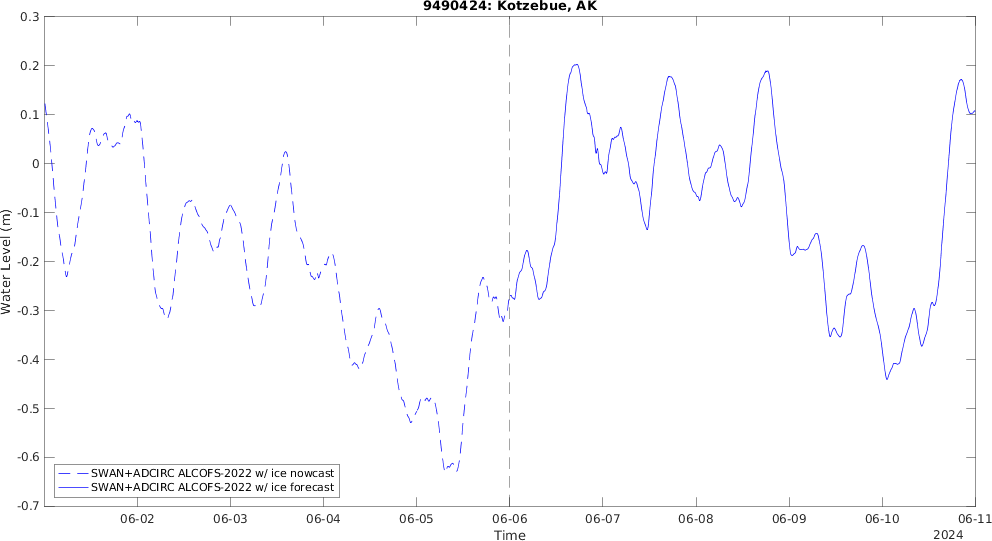 9490424: Kotzebue, AK
0.3
0.2
0.1
0
-0.1
-0.2
-0.3
-0.4
-0.5
-0.6
-0.7
Water Level (m)
SWAN+ADCIRC ALCOFS-2022 w/ ice nowcast
SWAN+ADCIRC ALCOFS-2022 w/ ice forecast
06-02 06-03 06-04 06-05 06-06 06-07 06-08 06-09 06-10 06-11
Time
2024